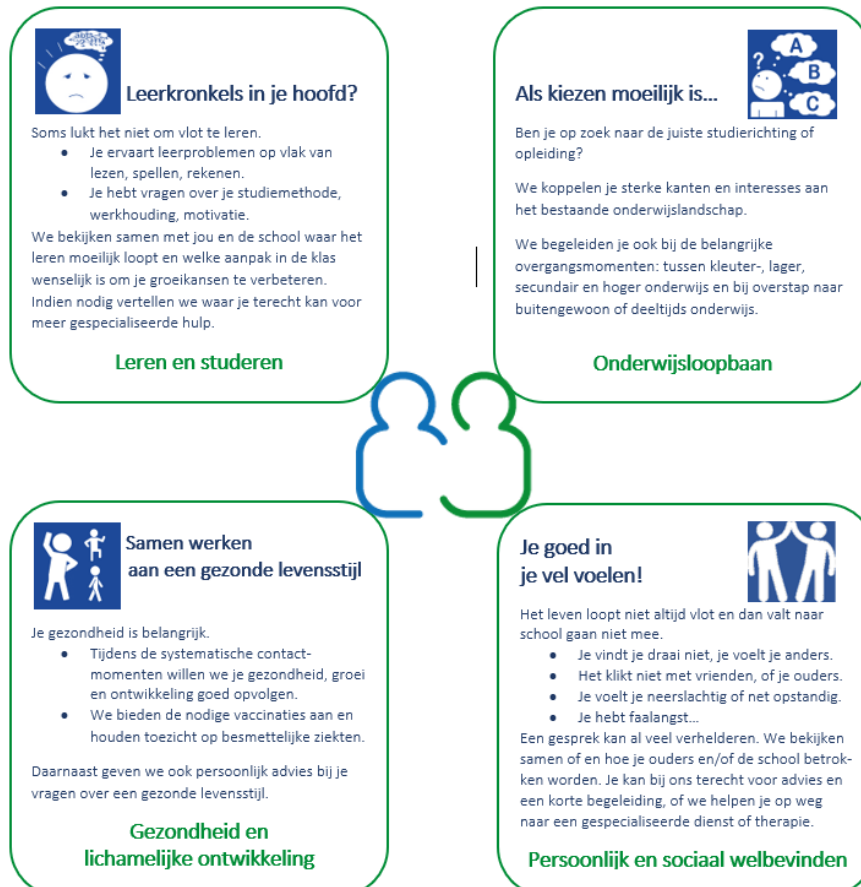 Leerkronkels in je hoofd?
Soms lukt het niet om vlot te leren.
• Je ervaart leerproblemen op vlak van
lezen, spellen, rekenen.
• Je hebt vragen over je studiemethode,
werkhouding, motivatie.
We bekijken samen met jou en de school waar het
leren moeilijk loopt en welke aanpak in de klas
wenselijk is om je groeikansen te verbeteren.
Indien nodig vertellen we waar je terecht kan voor
meer gespecialiseerde hulp.
Leren en studeren
Als kiezen moeilijk is...
?
A
B
C
Ben je op zoek naar de juiste studierichting of
opleiding?
We koppelen je sterke kanten en interesses aan
het bestaande onderwijslandschap.
We begeleiden je ook bij de belangrijke
overgangsmomenten: tussen kleuter-, lager,
secundair en hoger onderwijs en bij overstap naar
buitengewoon of deeltijds onderwijs.
Onderwijsloopbaan
Samen werken
aan een gezonde levensstijl
Je gezondheid is belangrijk.
• Tijdens de systematische contact-
momenten willen we je gezondheid, groei
en ontwikkeling goed opvolgen.
• We bieden de nodige vaccinaties aan en
houden toezicht op besmettelijke ziekten.
Daarnaast geven we ook persoonlijk advies bij je
vragen over een gezonde levensstijl.
Gezondheid en
lichamelijke ontwikkeling
Je goed in
je vel voelen!
Het leven loopt niet altijd vlot en dan valt naar
school gaan niet mee.
• Je vindt je draai niet, je voelt je anders.
• Het klikt niet met vrienden, of je ouders.
• Je voelt je neerslachtig of net opstandig.
• Je hebt faalangst...
Een gesprek kan al veel verhelderen. We bekijken
samen of en hoe je ouders en/of de school betrok-
ken worden. Je kan bij ons terecht voor advies en
een korte begeleiding, of we helpen je op weg
naar een gespecialiseerde dienst of therapie.
Persoonlijk en sociaal welbevinden